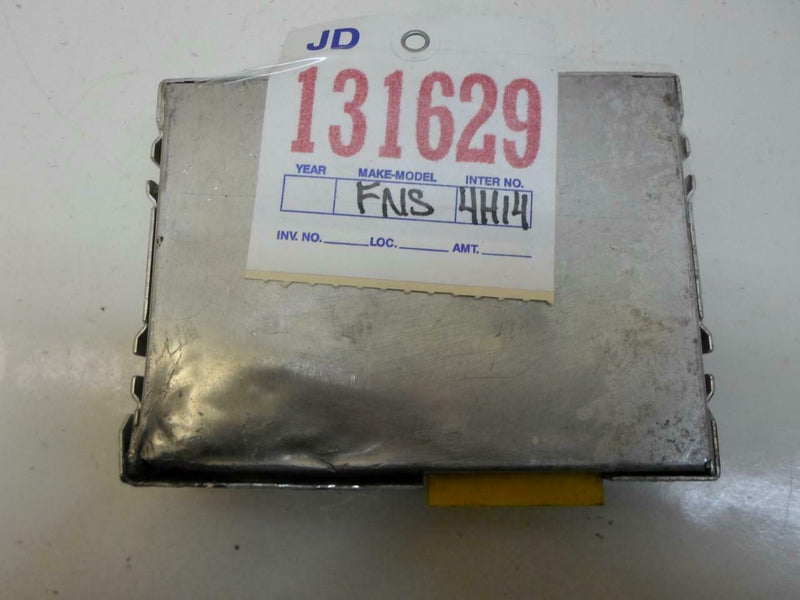 JD
131629
YEAR MAKE-MODEL INTER NO.
FNS 4H14
INV. NO. LOC. AMT.